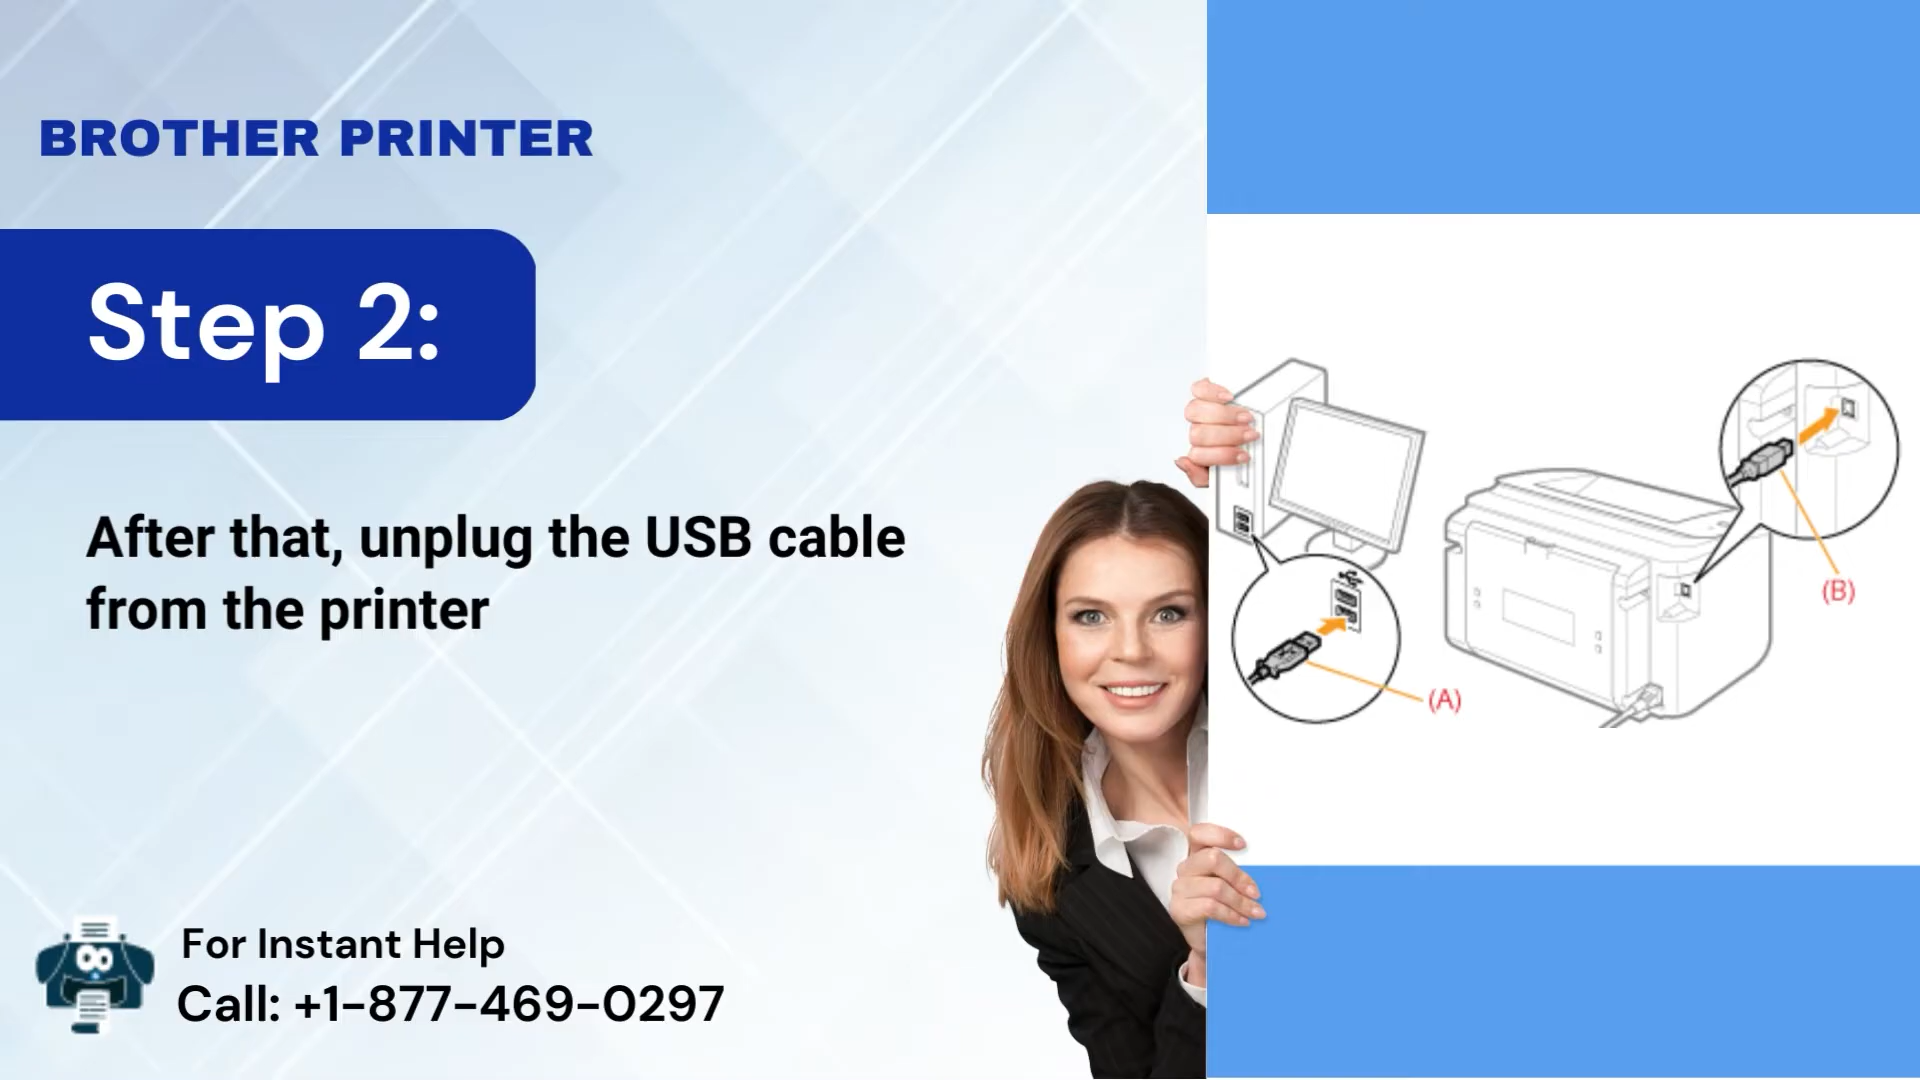 BROTHER PRINTER
Step 2:
After that, unplug the USB cable
from the printer
(B)
(A)
For Instant Help
Call: +1-877-469-0297